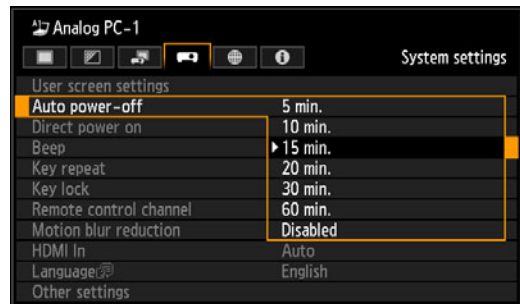 Analog PC-1
System settings
User screen settings
Auto power-off 5 min.
Direct power on 10 min.
Beep 15 min.
Key repeat 20 min.
Key lock 30 min.
Remote control channel 60 min.
Motion blur reduction Disabled
HDMI In Auto
Language English
Other settings